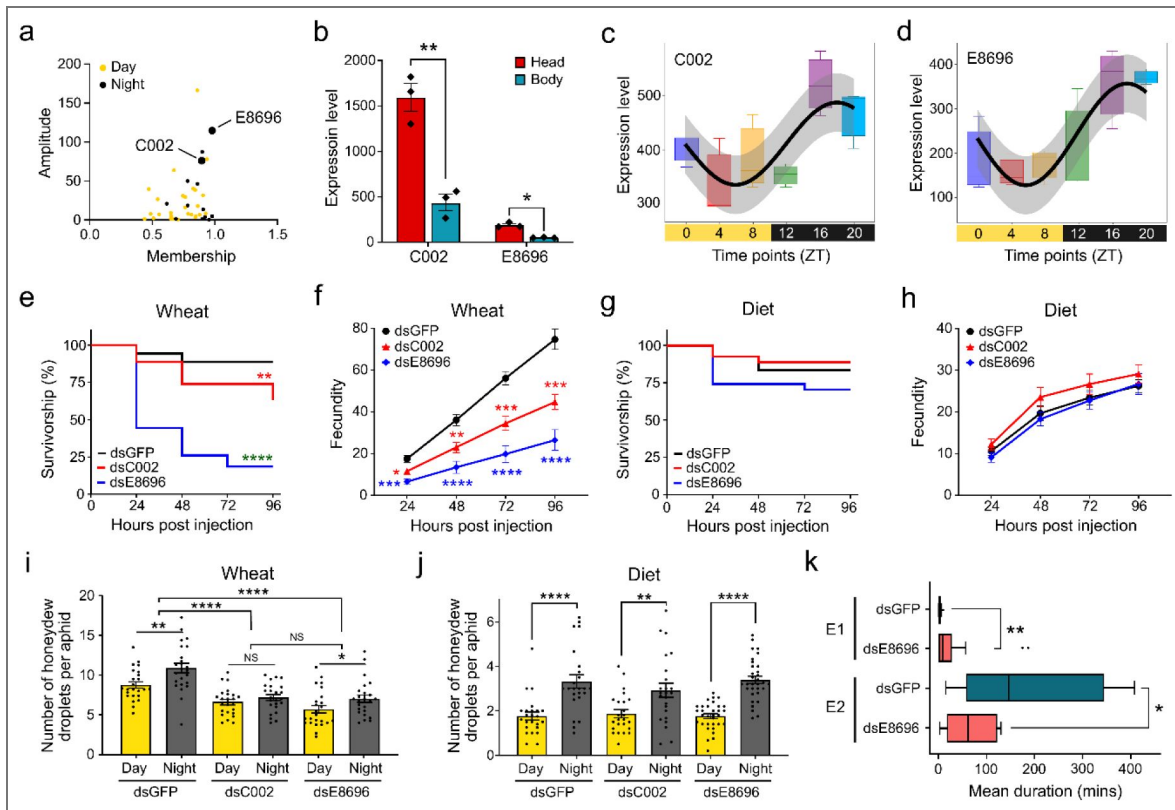 a
Day
Night
E8696
C002
Amplitude
200
150
100
50
0
0.0 0.5 1.0 1.5
Membership
b
Head
Body
**
*
Expressoin level
2000
1500
1000
500
0
C002 E8696
c
C002
Expression level
500
400
300
0 4 8 12 16 20
Time points (ZT)
d
E8696
Expression level
400
300
200
100
0 4 8 12 16 20
Time points (ZT)
e
Wheat
Survivorship (%)
100
75
50
25
0
**
****
dsGFP
dsC002
dsE8696
0 24 48 72 96
Hours post injection
f
Wheat
dsGFP
dsC002
dsE8696
Fecundity
80
60
40
20
0
* ** *** ***
*** **** **** ****
24 48 72 96
Hours post injection
g
Diet
Survivorship (%)
100
75
50
25
0
dsGFP
dsC002
dsE8696
0 24 48 72 96
Hours post injection
h
Diet
dsGFP
dsC002
dsE8696
Fecundity
40
30
20
10
0
24 48 72 96
Hours post injection
i
Wheat
Number of honeydew
droplets per aphid
20
15
10
5
0
****
****
NS
** NS *
Day Night Day Night Day Night
dsGFP dsC002 dsE8696
j
Diet
Number of honeydew
droplets per aphid
6
4
2
0
**** ** ****
Day Night Day Night Day Night
dsGFP dsC002 dsE8696
k
E1
dsGFP
dsE8696
**
E2
dsGFP
dsE8696
*
0 100 200 300 400
Mean duration (mins)